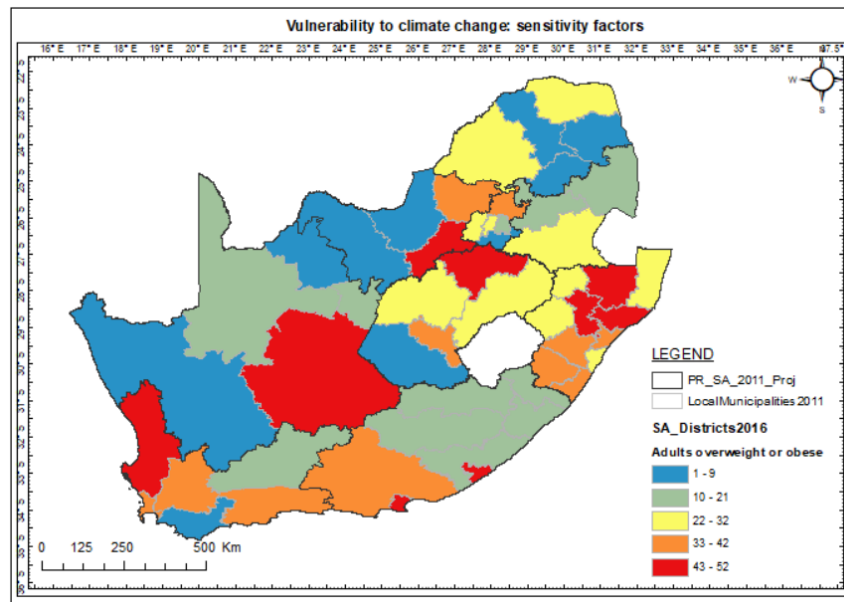 Vulnerability to climate change: sensitivity factors
16° E 17° E 18° E 19° E 20° E 21° E 22° E 23° E 24° E 25° E 26° E 27° E 28° E 29° E 30° E 31° E 32° E 33° E 34° E 35° E 36° E
W
S
LEGEND
PR_SA_2011_Proj
LocalMunicipalities2011
SA_Districts2016
Adults overweight or obese
1 - 9
10 - 21
22 - 32
33 - 42
43 - 52
0 125 250 500 Km